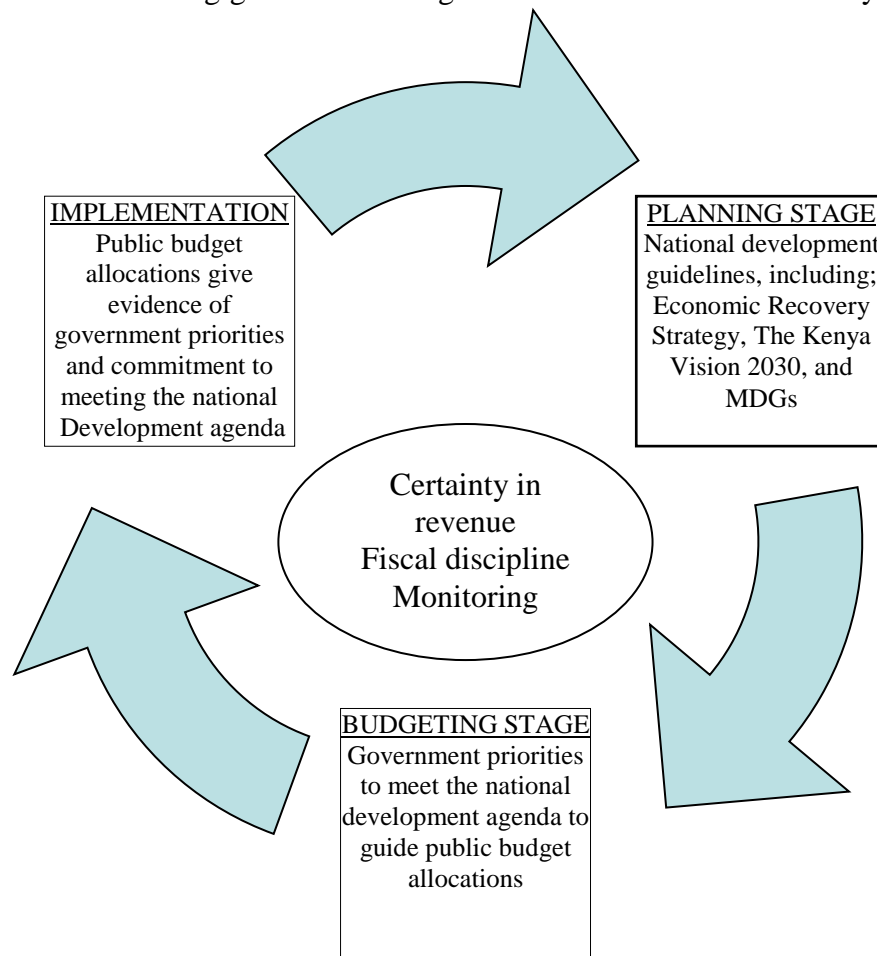 IMPLEMENTATION
Public budget
allocations give
evidence of
government priorities
and commitment to
meeting the national
Development agenda
PLANNING STAGE
National development
guidelines, including;
Economic Recovery
Strategy, The Kenya
Vision 2030, and
MDGs
Certainty in
revenue
Fiscal discipline
Monitoring
BUDGETING STAGE
Government priorities
to meet the national
development agenda to
guide public budget
allocations